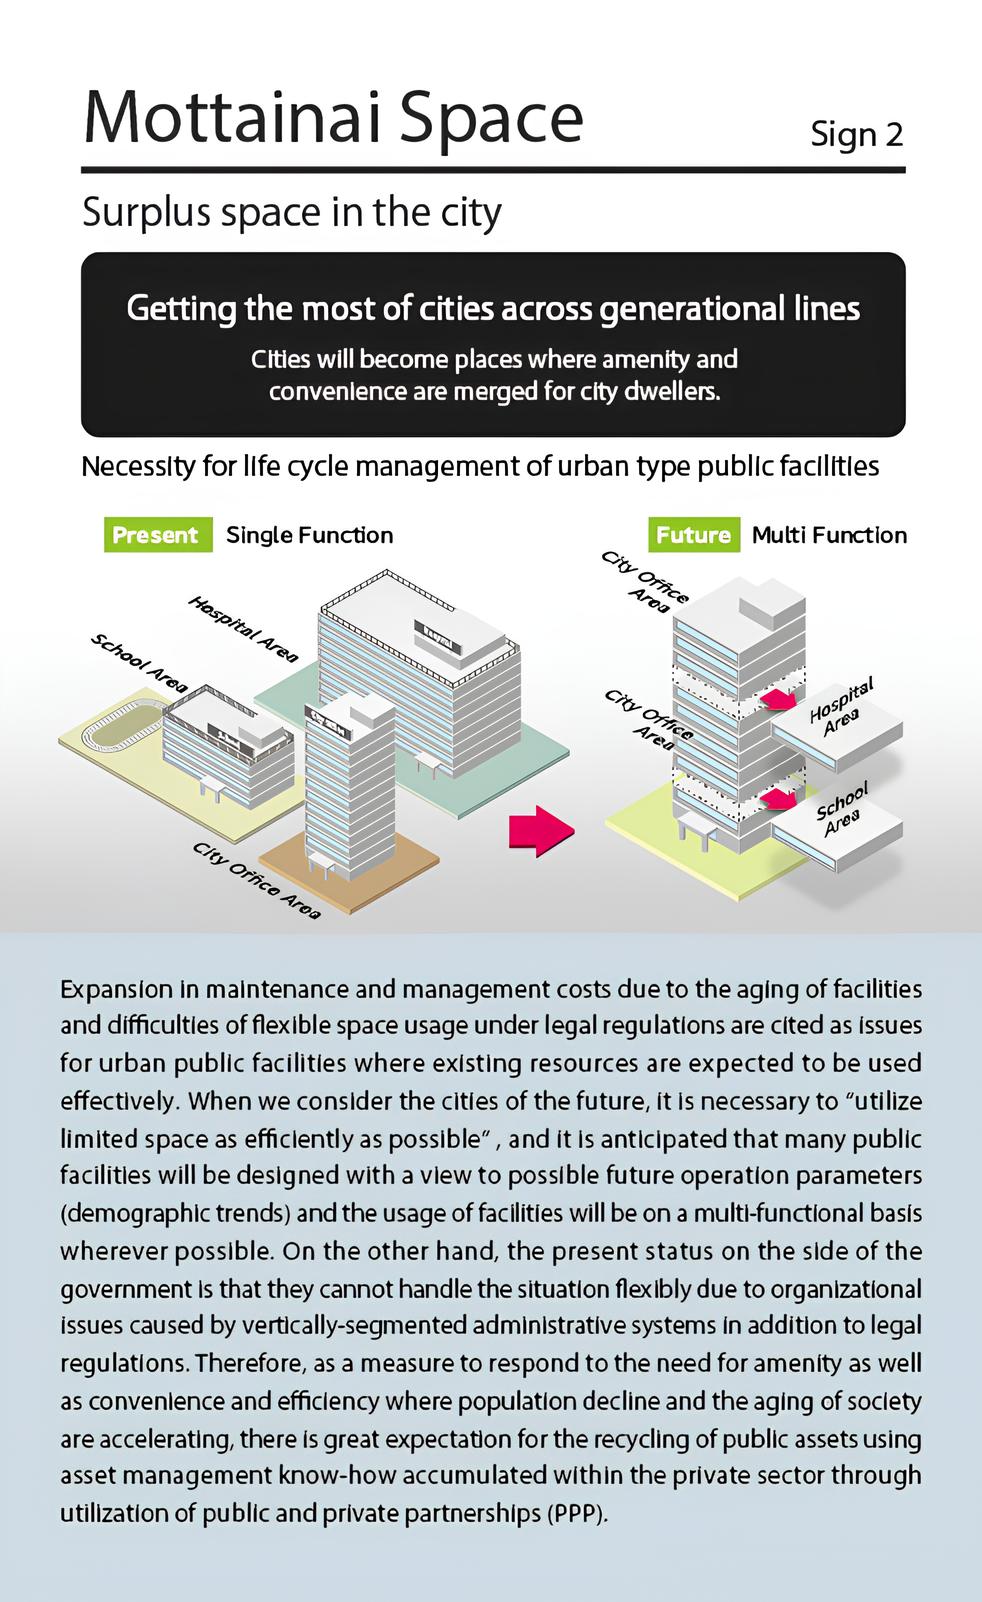 Mottainai Space
Sign 2
Surplus space in the city
Getting the most of cities across generational lines
Cities will become places where amenity and
convenience are merged for city dwellers.
Necessity for life cycle management of urban type public facilities
Present Single Function
Future Multi Function
School Area
Hospital Area
City Office Area
City Office
Area
City Office
Area
Hospital
Area
School
Area
Expansion in maintenance and management costs due to the aging of facilities
and difficulties of flexible space usage under legal regulations are cited as issues
for urban public facilities where existing resources are expected to be used
effectively. When we consider the cities of the future, it is necessary to “utilize
limited space as efficiently as possible” , and it is anticipated that many public
facilities will be designed with a view to possible future operation parameters
(demographic trends) and the usage of facilities will be on a multi-functional basis
wherever possible. On the other hand, the present status on the side of the
government is that they cannot handle the situation flexibly due to organizational
issues caused by vertically-segmented administrative systems in addition to legal
regulations. Therefore, as a measure to respond to the need for amenity as well
as convenience and efficiency where population decline and the aging of society
are accelerating, there is great expectation for the recycling of public assets using
asset management know-how accumulated within the private sector through
utilization of public and private partnerships (PPP).